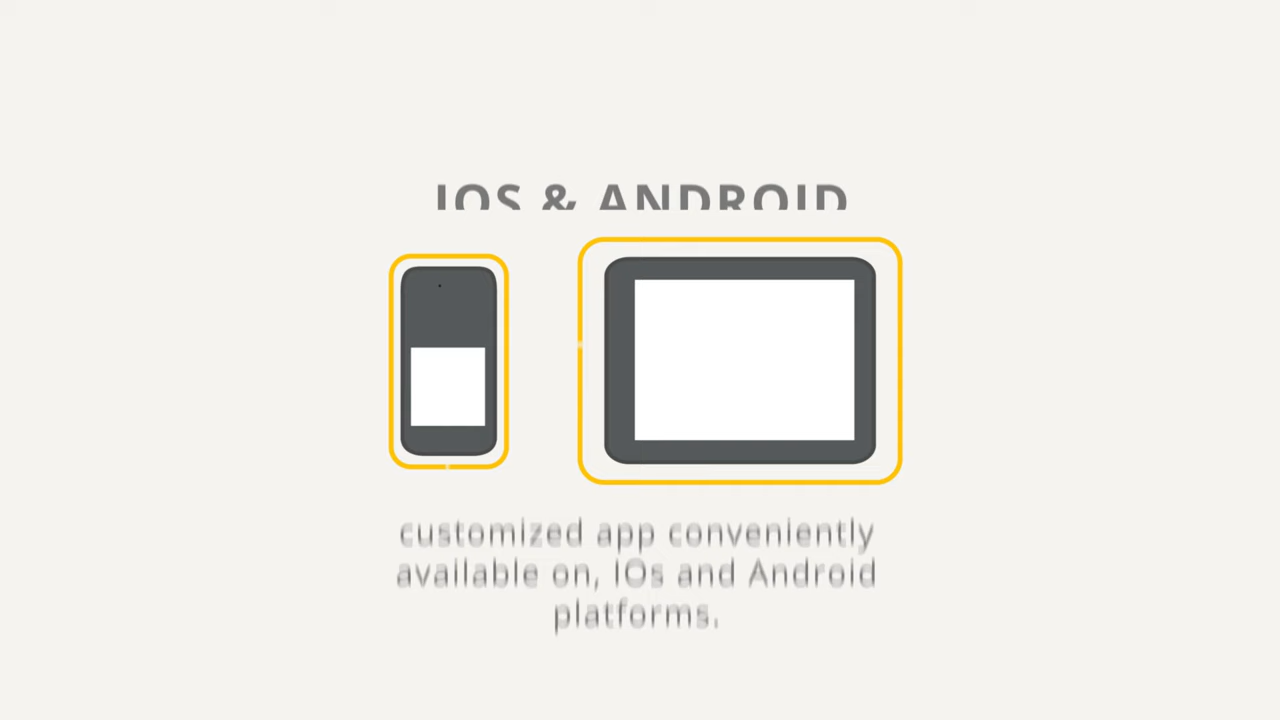 IOS & ANDROID
customized app conveniently
available on, IOs and Android
platforms.